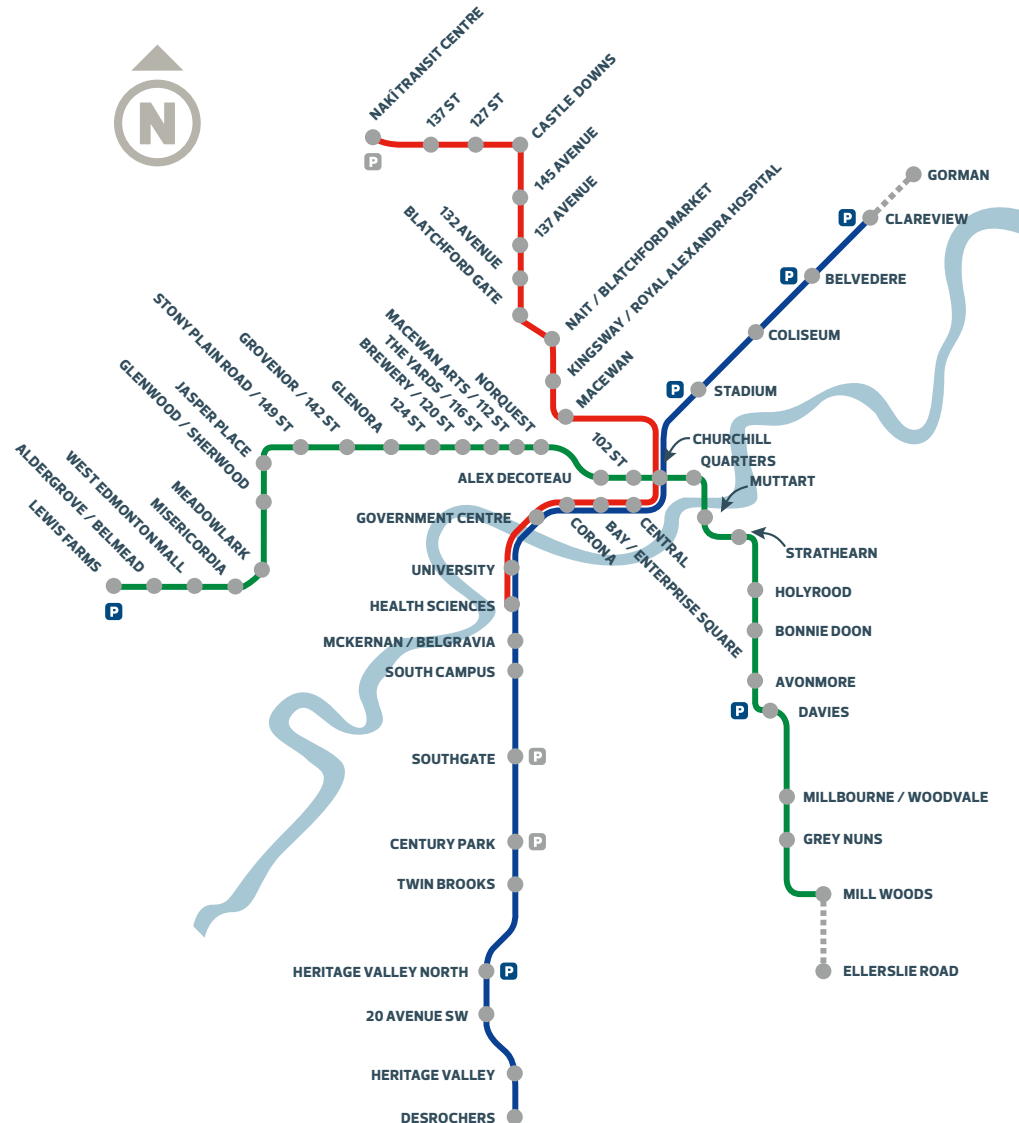 N
NAKÎ TRANSIT CENTRE
P
137 ST
127 ST
CASTLE DOWNS
145 AVENUE
137 AVENUE
132 AVENUE
BLATCHFORD GATE
NAIT / BLATCHFORD MARKET
KINGSWAY / ROYAL ALEXANDRA HOSPITAL
MACEWAN
GORMAN
P
CLAREVIEW
P
BELVEDERE
COLISEUM
P
STADIUM
CHURCHILL
QUARTERS
MUTTART
STRATHEARN
HOLYROOD
BONNIE DOON
AVONMORE
P
DAVIES
MILLBOURNE / WOODVALE
GREY NUNS
MILL WOODS
ELLERSLIE ROAD
LEWIS FARMS
P
ALDERGROVE / BELMEAD
WEST EDMONTON MALL
MISERICORDIA
MEADOWLARK
GLENWOOD / SHERWOOD
JASPER PLACE
STONY PLAIN ROAD / 149 ST
GROVENOR / 142 ST
GLENORA
124 ST
BREWERY / 120 ST
THE YARDS / 116 ST
MACEWAN ARTS / 112 ST
NORQUEST
ALEX DECOTEAU
102 ST
CENTRAL
BAY / ENTERPRISE SQUARE
CORONA
GOVERNMENT CENTRE
UNIVERSITY
HEALTH SCIENCES
MCKERNAN / BELGRAVIA
SOUTH CAMPUS
SOUTHGATE
P
CENTURY PARK
P
TWIN BROOKS
HERITAGE VALLEY NORTH
P
20 AVENUE SW
HERITAGE VALLEY
DESROCHERS